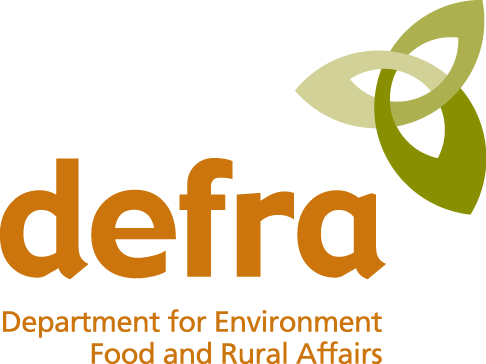 defra
Department for Environment
Food and Rural Affairs